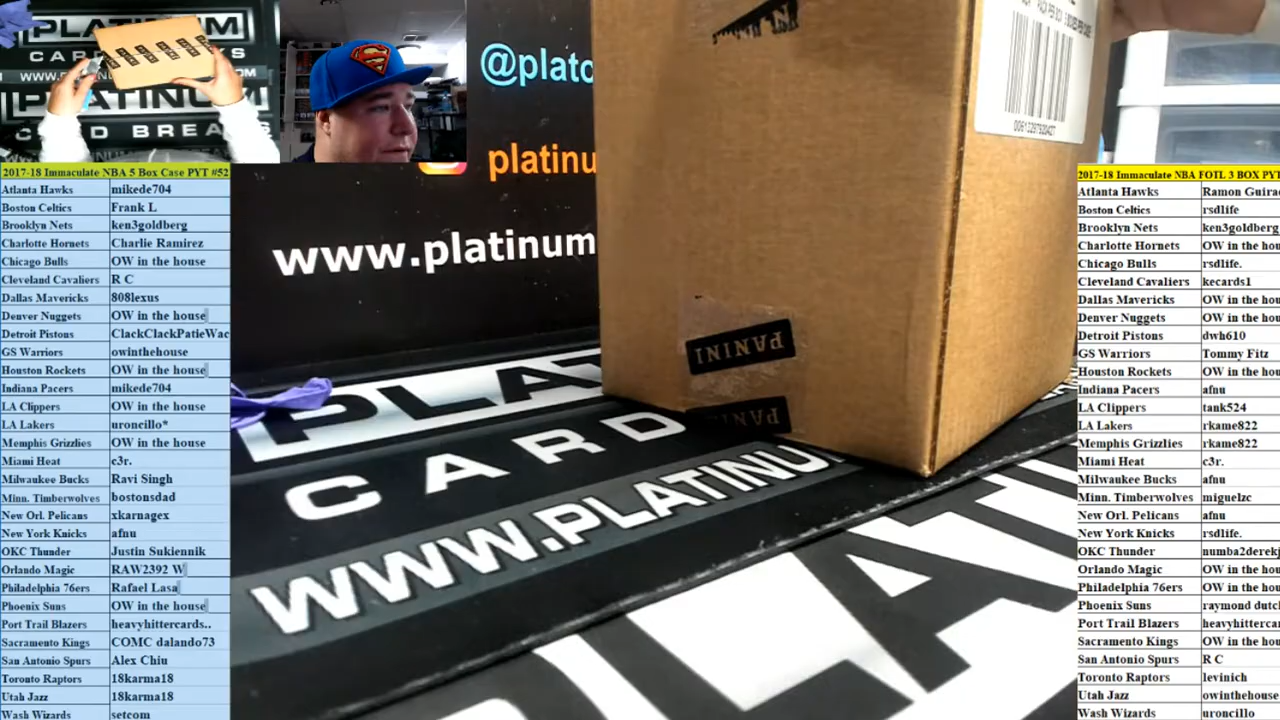 PLATINUM
WWW.
.COM
PLATINUM
@platc
platinu
www.platinum
PANINI
PANINI
PLAT
CARD
WWW.PLATINU
2017-18 Immaculate NBA 5 Box Case PYT #52
Atlanta Hawks mikede704
Boston Celtics Frank L
Brooklyn Nets ken3goldberg
Charlotte Hornets Charlie Ramirez
Chicago Bulls OW in the house
Cleveland Cavaliers R C
Dallas Mavericks 808lexus
Denver Nuggets OW in the house
Detroit Pistons ClackClackPatieWac
GS Warriors owinthehouse
Houston Rockets OW in the house
Indiana Pacers mikede704
LA Clippers OW in the house
LA Lakers uroncillo*
Memphis Grizzlies OW in the house
Miami Heat c3r.
Milwaukee Bucks Ravi Singh
Minn. Timberwolves bostonsdad
New Orl. Pelicans xkarnagex
New York Knicks afnu
OKC Thunder Justin Sukiennik
Orlando Magic RAW2392 W
Philadelphia 76ers Rafael Lasa
Phoenix Suns OW in the house
Port Trail Blazers heavyhittercards..
Sacramento Kings COMC dalando73
San Antonio Spurs Alex Chiu
Toronto Raptors 18karma18
Utah Jazz 18karma18
Wash Wizards setcom
2017-18 Immaculate NBA FOTL 3 BOX PYT
Atlanta Hawks Ramon Guirao
Boston Celtics rsdlife
Brooklyn Nets ken3goldberg
Charlotte Hornets OW in the hou
Chicago Bulls rsdlife.
Cleveland Cavaliers kecards1
Dallas Mavericks OW in the hou
Denver Nuggets OW in the hou
Detroit Pistons dwh610
GS Warriors Tommy Fitz
Houston Rockets OW in the hou
Indiana Pacers afnu
LA Clippers tank524
LA Lakers rkame822
Memphis Grizzlies rkame822
Miami Heat c3r.
Milwaukee Bucks afnu
Minn. Timberwolves miguelzc
New Orl. Pelicans afnu
New York Knicks rsdlife.
OKC Thunder numba2derekj
Orlando Magic OW in the hou
Philadelphia 76ers OW in the hou
Phoenix Suns raymond dutc
Port Trail Blazers heavyhittercar
Sacramento Kings OW in the hou
San Antonio Spurs R C
Toronto Raptors levinich
Utah Jazz owinthehouse
Wash Wizards uroncillo